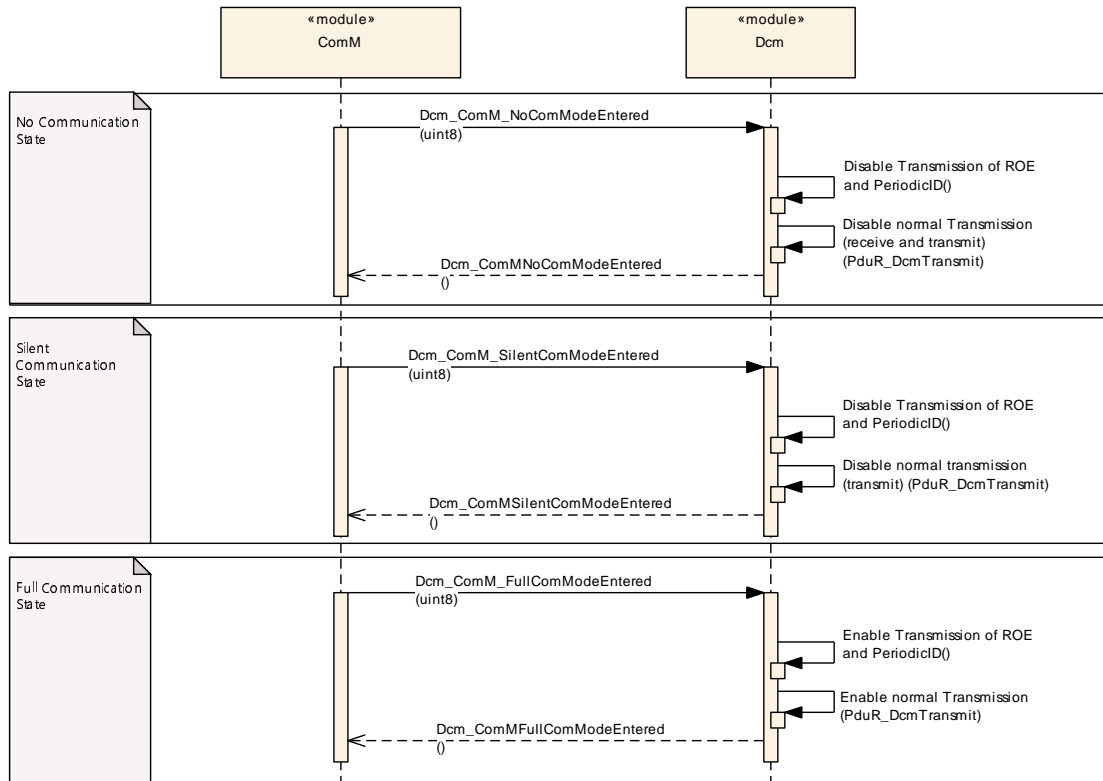 «module»
ComM
«module»
Dcm
No Communication
State
Dcm_ComM_NoComModeEntered
(uint8)
Disable Transmission of ROE
and PeriodicID()
Disable normal Transmission
(receive and transmit)
(PduR_DcmTransmit)
Dcm_ComMNoComModeEntered
()
Silent
Communication
State
Dcm_ComM_SilentComModeEntered
(uint8)
Disable Transmission of ROE
and PeriodicID()
Disable normal transmission
(transmit) (PduR_DcmTransmit)
Dcm_ComMSilentComModeEntered
()
Full Communication
State
Dcm_ComM_FullComModeEntered
(uint8)
Enable Transmission of ROE
and PeriodicID()
Enable normal Transmission
(PduR_DcmTransmit)
Dcm_ComMFullComModeEntered
()